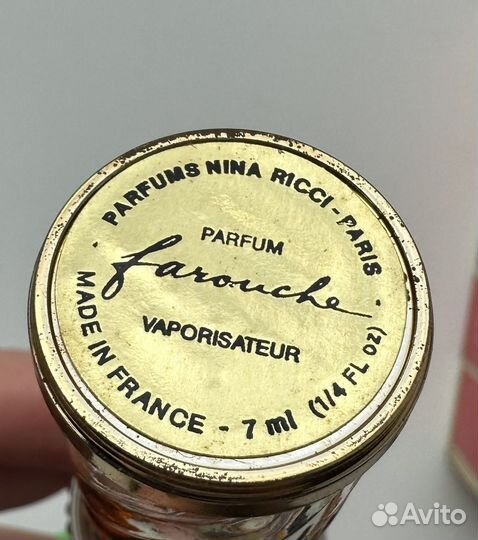 PARFUMS NINA RICCI - PARIS -
PARFUM
farouche
VAPORISATEUR
MADE IN FRANCE - 7 ml (1/4 FL oz) -
Avito